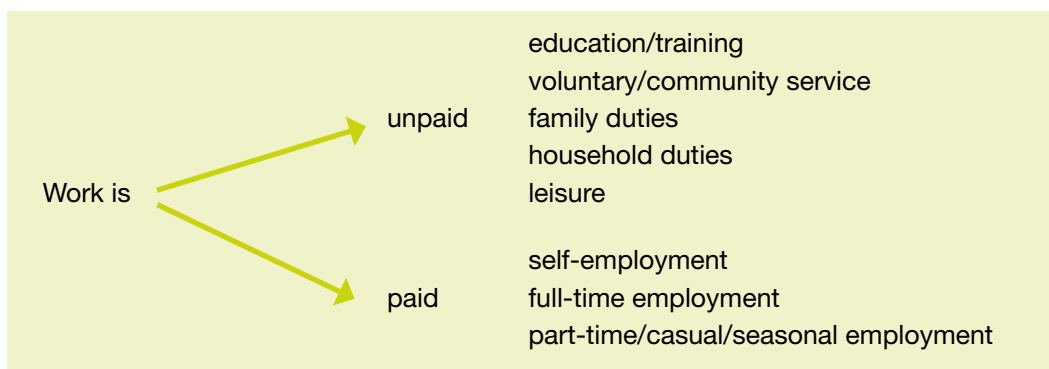 education/training
voluntary/community service
unpaid family duties
household duties
Work is leisure
self-employment
paid full-time employment
part-time/casual/seasonal employment